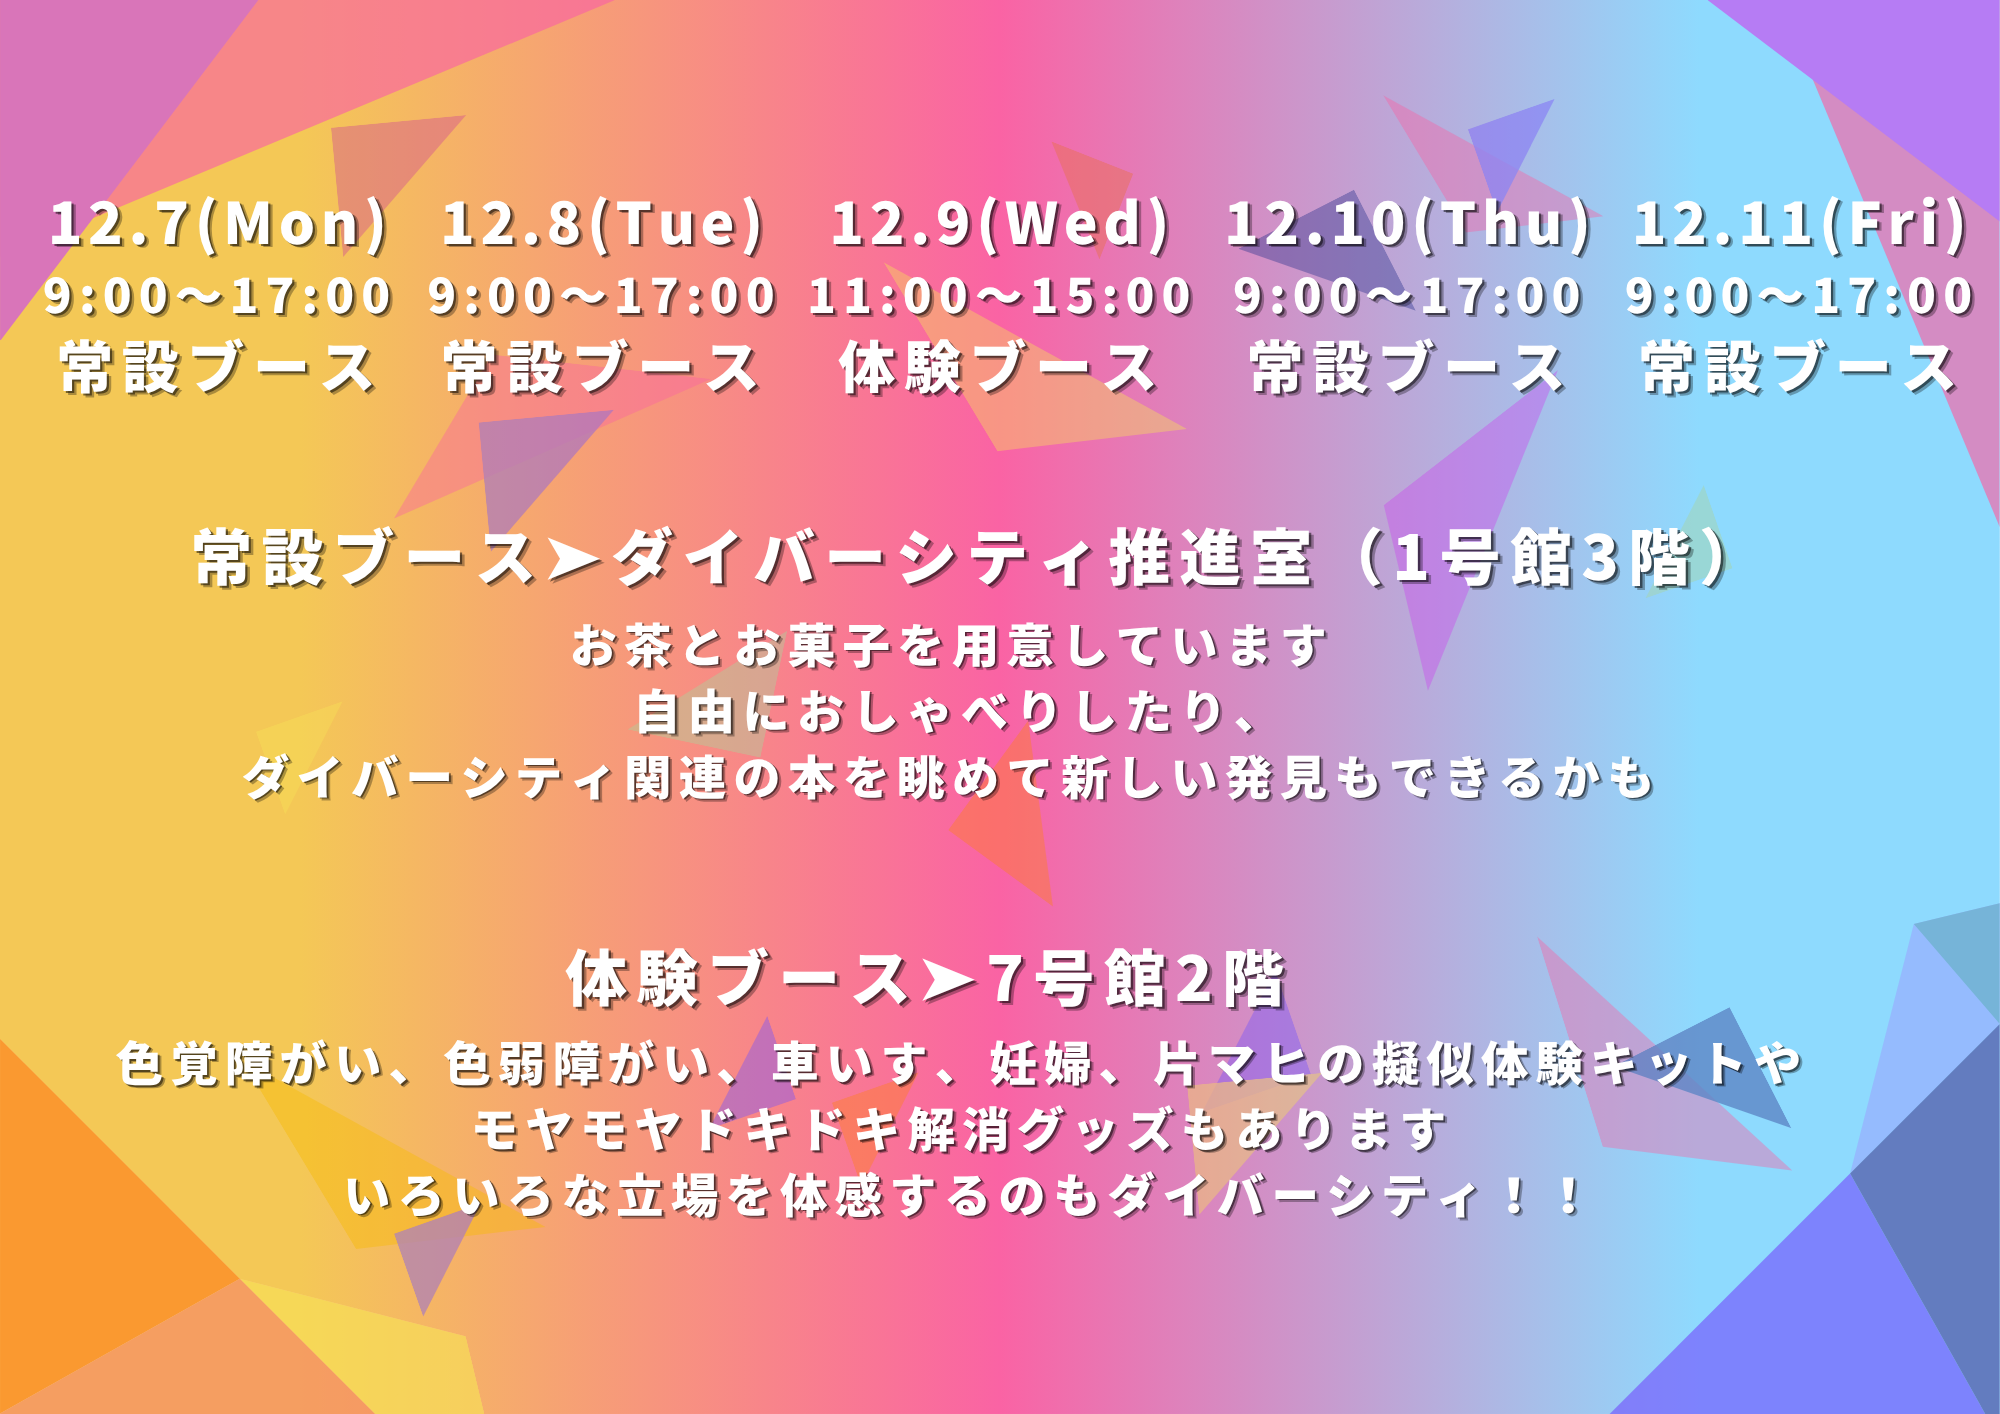 12.7(Mon) 12.8(Tue) 12.9(Wed) 12.10(Thu) 12.11(Fri)
9:00〜17:00 9:00〜17:00 11:00〜15:00 9:00〜17:00 9:00〜17:00
常設ブース 常設ブース 体験ブース 常設ブース 常設ブース
常設ブース➤ダイバーシティ推進室（1号館3階）
お茶とお菓子を用意しています
自由におしゃべりしたり、
ダイバーシティ関連の本を眺めて新しい発見もできるかも
体験ブース➤7号館2階
色覚障がい、色弱障がい、車いす、妊婦、片マヒの擬似体験キットや
モヤモヤドキドキ解消グッズもあります
いろいろな立場を体感するのもダイバーシティ！！